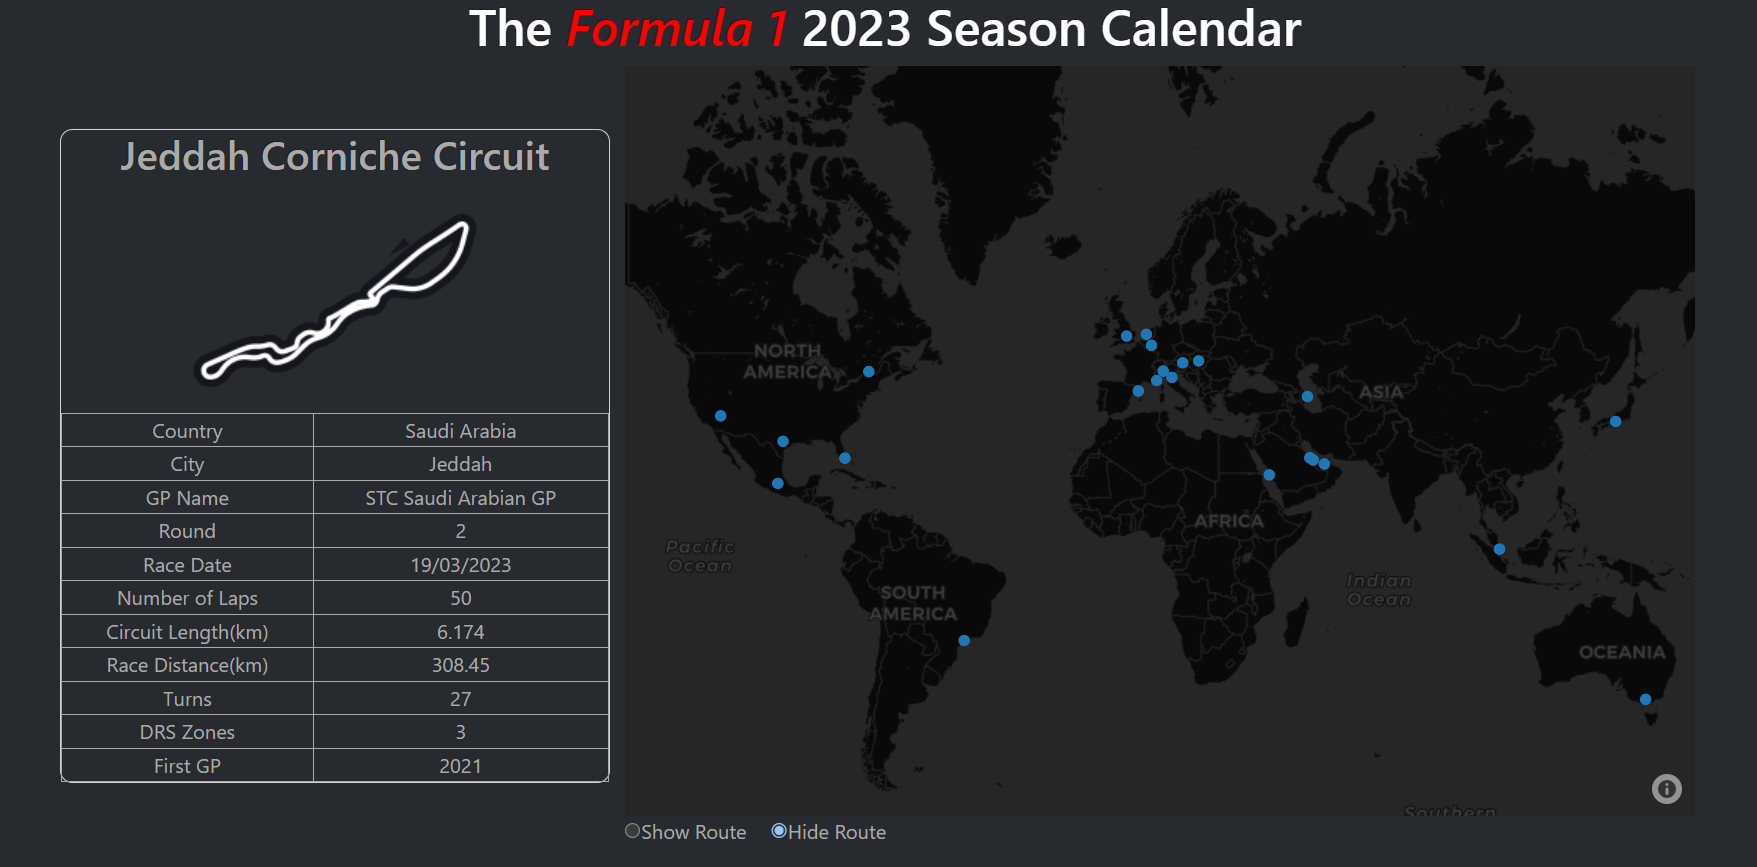 The Formula 1 2023 Season Calendar
Jeddah Corniche Circuit
Country Saudi Arabia
City Jeddah
GP Name STC Saudi Arabian GP
Round 2
Race Date 19/03/2023
Number of Laps 50
Circuit Length(km) 6.174
Race Distance(km) 308.45
Turns 27
DRS Zones 3
First GP 2021
NORTH
AMERICA
ASIA
AFRICA
Pacific
Ocean
SOUTH
AMERICA
Indian
Ocean
OCEANIA
Southern
Show Route Hide Route